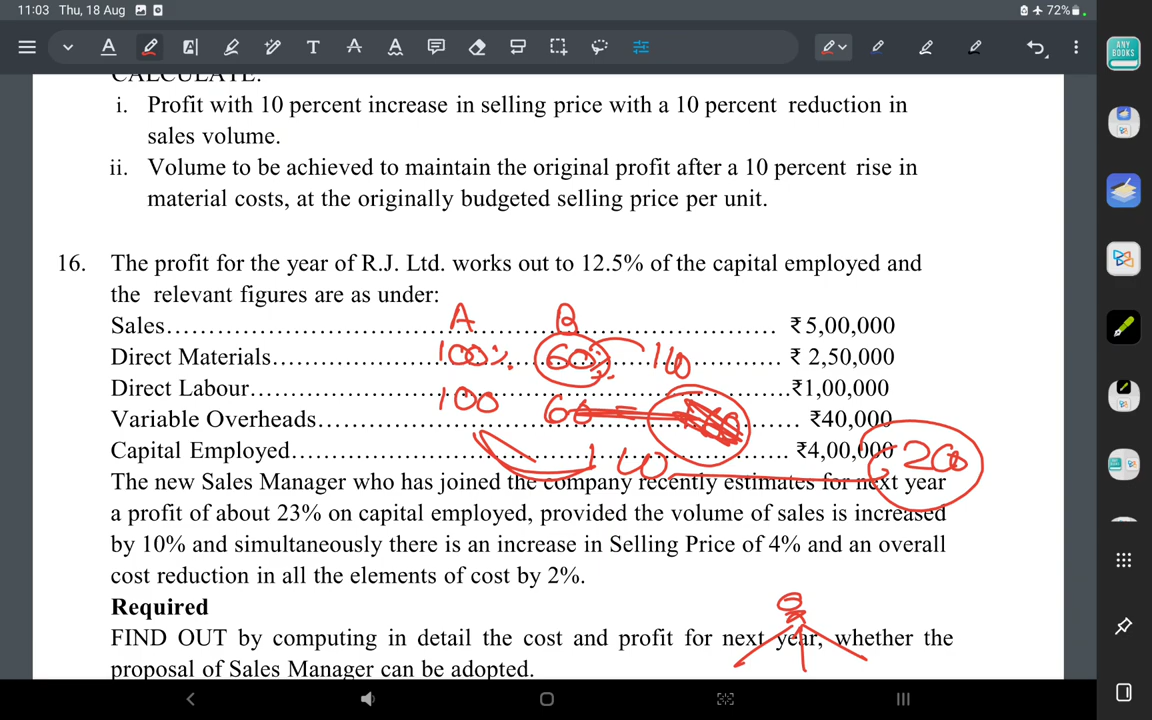 11:03 Thu, 18 Aug 72%
ANY BOOKS
CALCULATE:
i. Profit with 10 percent increase in selling price with a 10 percent reduction in
sales volume.
ii. Volume to be achieved to maintain the original profit after a 10 percent rise in
material costs, at the originally budgeted selling price per unit.
16. The profit for the year of R.J. Ltd. works out to 12.5% of the capital employed and
the relevant figures are as under:
A B
Sales……………………………………………………………… ₹5,00,000
100% 60%
Direct Materials……………………………………………… ₹ 2,50,000
Direct Labour………………………………………………….₹1,00,000
100 60
Variable Overheads………………………………………… ₹40,000
Capital Employed…………………………………………… ₹4,00,000
200
The new Sales Manager who has joined the company recently estimates for next year
a profit of about 23% on capital employed, provided the volume of sales is increased
by 10% and simultaneously there is an increase in Selling Price of 4% and an overall
cost reduction in all the elements of cost by 2%.
Required
FIND OUT by computing in detail the cost and profit for next year, whether the
proposal of Sales Manager can be adopted.